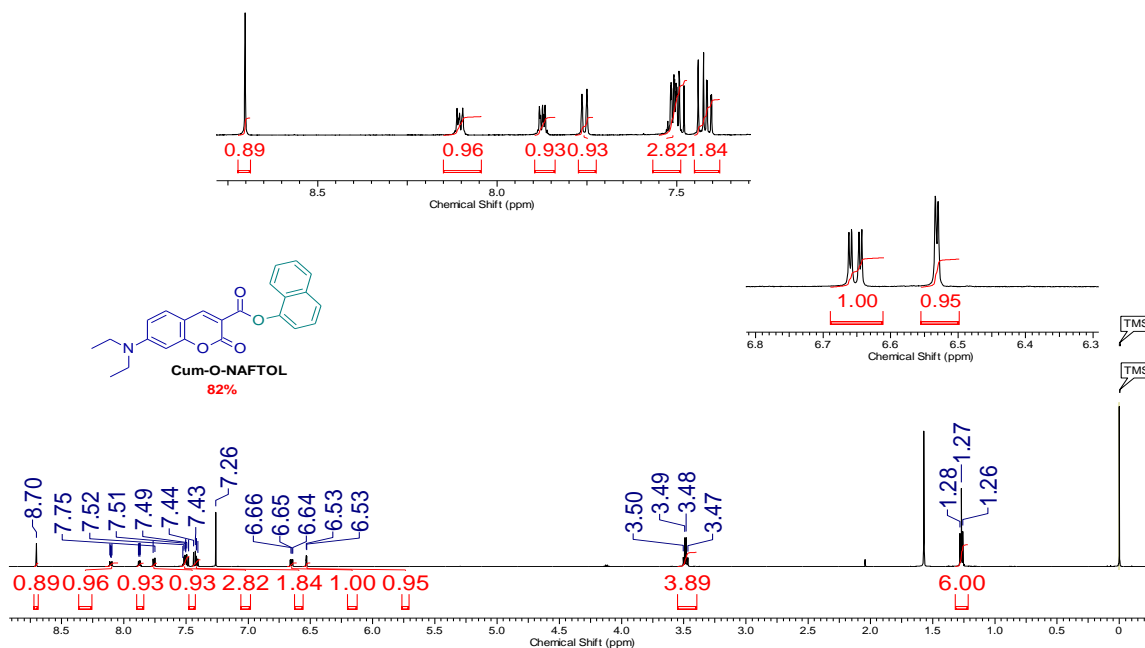 0.89 0.96 0.93 0.93 2.82 1.84
8.5 8.0 7.5
Chemical Shift (ppm)
1.00 0.95
6.8 6.7 6.6 6.5 6.4 6.3
Chemical Shift (ppm)
TMS
TMS
O
O
N O O
Cum-O-NAFTOL
82%
8.70 7.75 7.52 7.51 7.49 7.44 7.43 7.26 6.66 6.65 6.64 6.53 6.53 3.50 3.49 3.48 3.47 1.28 1.27 1.26
0.89 0.96 0.93 0.93 2.82 1.84 1.00 0.95 3.89 6.00
8.5 8.0 7.5 7.0 6.5 6.0 5.5 5.0 4.5 4.0 3.5 3.0 2.5 2.0 1.5 1.0 0.5 0
Chemical Shift (ppm)